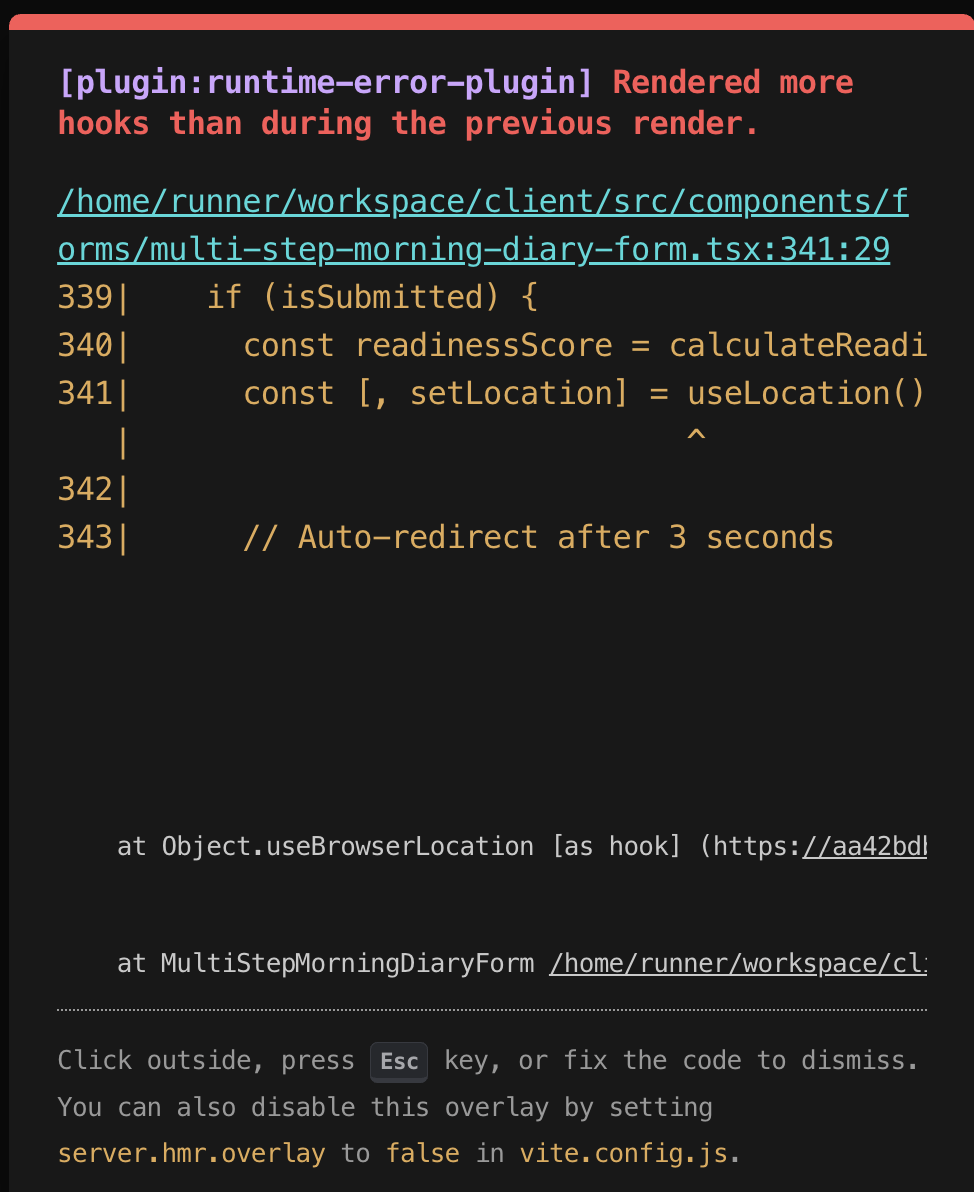 [plugin:runtime-error-plugin] Rendered more
hooks than during the previous render.
/home/runner/workspace/client/src/components/f
orms/multi-step-morning-diary-form.tsx:341:29
339|    if (isSubmitted) {
340|      const readinessScore = calculateReadi
341|      const [, setLocation] = useLocation()
   |                              ^
342|
343|      // Auto-redirect after 3 seconds
at Object.useBrowserLocation [as hook] (https://aa42bdb
at MultiStepMorningDiaryForm /home/runner/workspace/cli
Click outside, press Esc key, or fix the code to dismiss.
You can also disable this overlay by setting
server.hmr.overlay to false in vite.config.js.